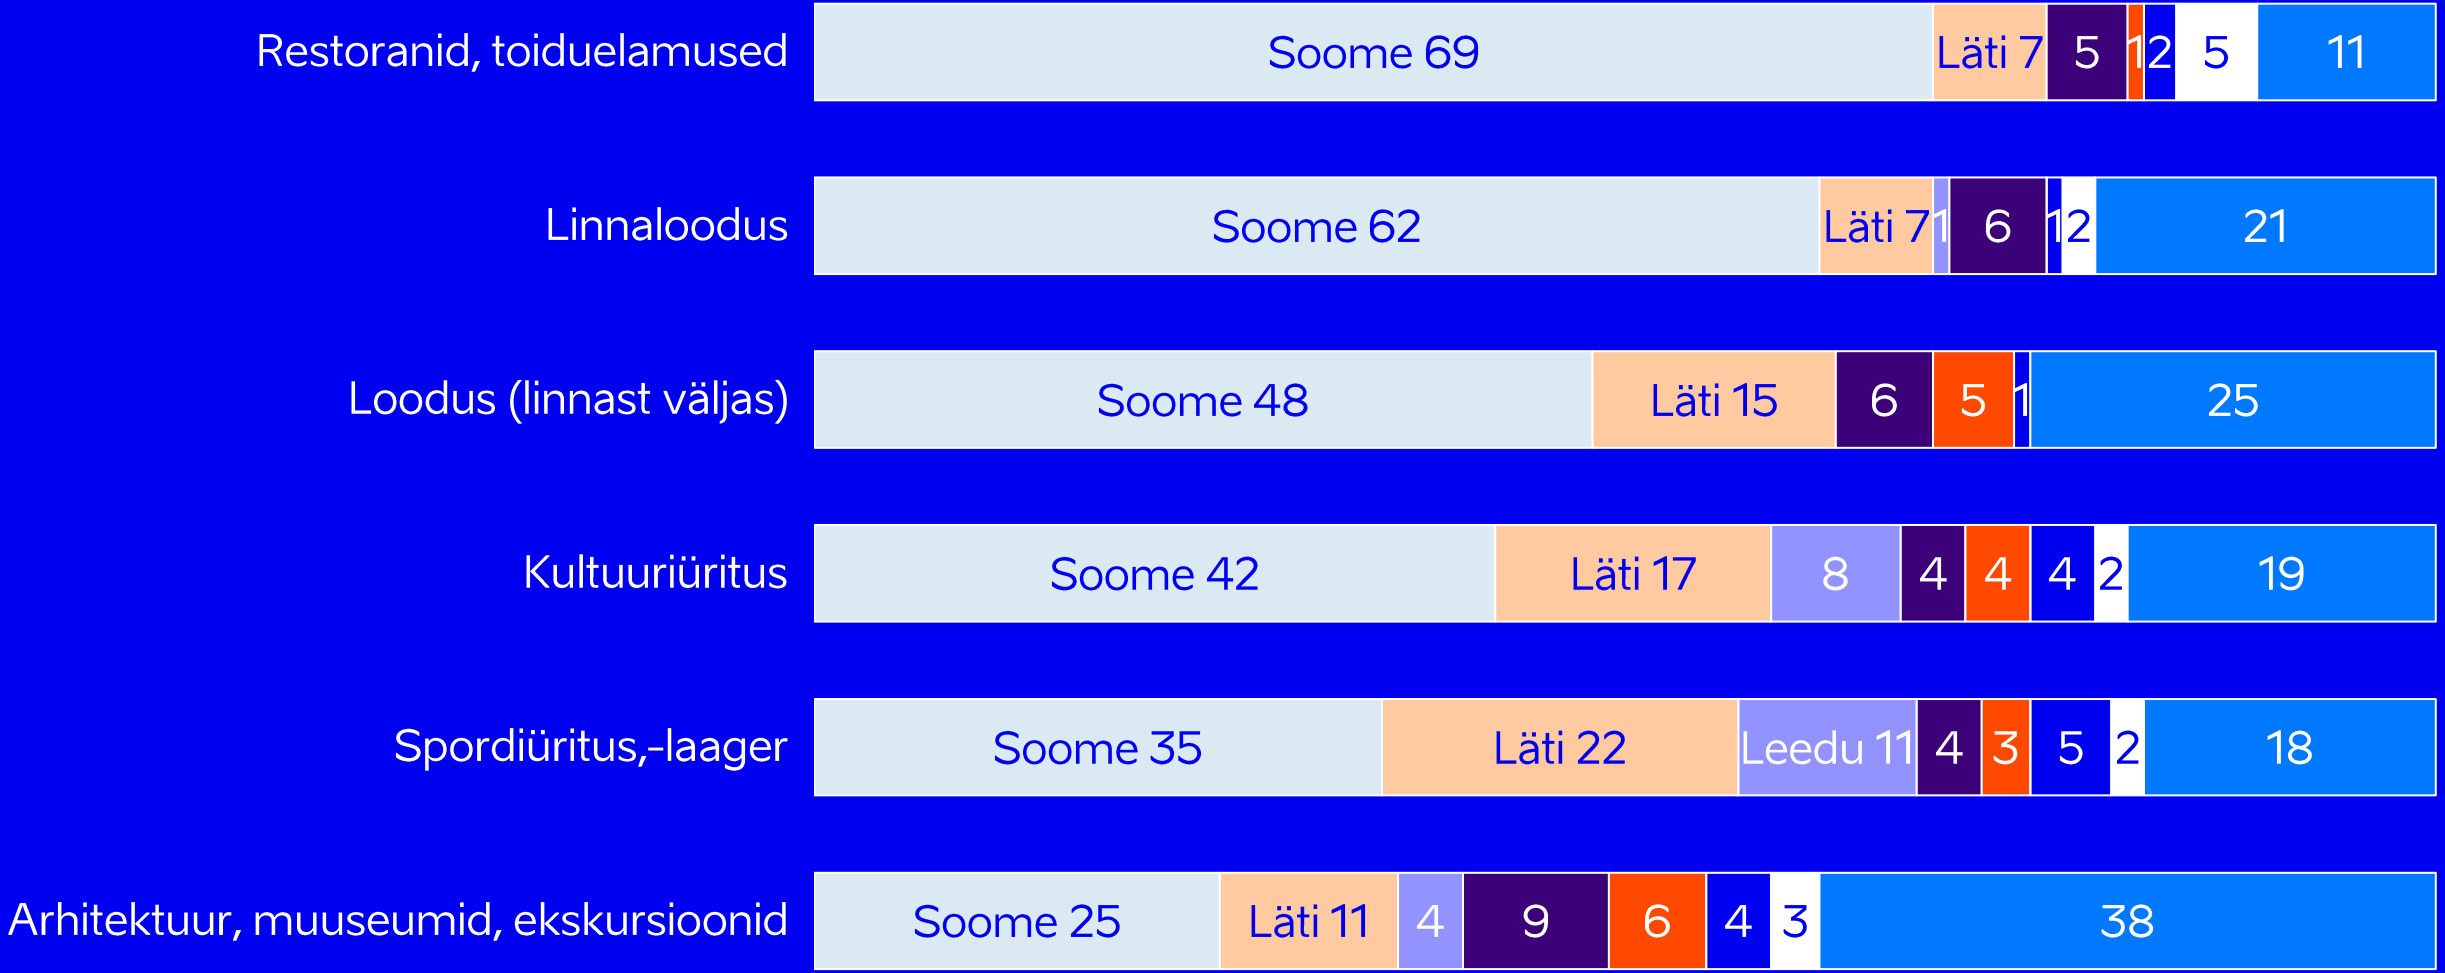 Restoranid, toiduelamused Soome 69 Läti 7 5 1 2 5 11
Linnaloodus Soome 62 Läti 7 1 6 1 2 21
Loodus (linnast väljas) Soome 48 Läti 15 6 5 1 25
Kultuuriüritus Soome 42 Läti 17 8 4 4 4 2 19
Spordiüritus,-laager Soome 35 Läti 22 Leedu 11 4 3 5 2 18
Arhitektuur, muuseumid, ekskursioonid Soome 25 Läti 11 4 9 6 4 3 38